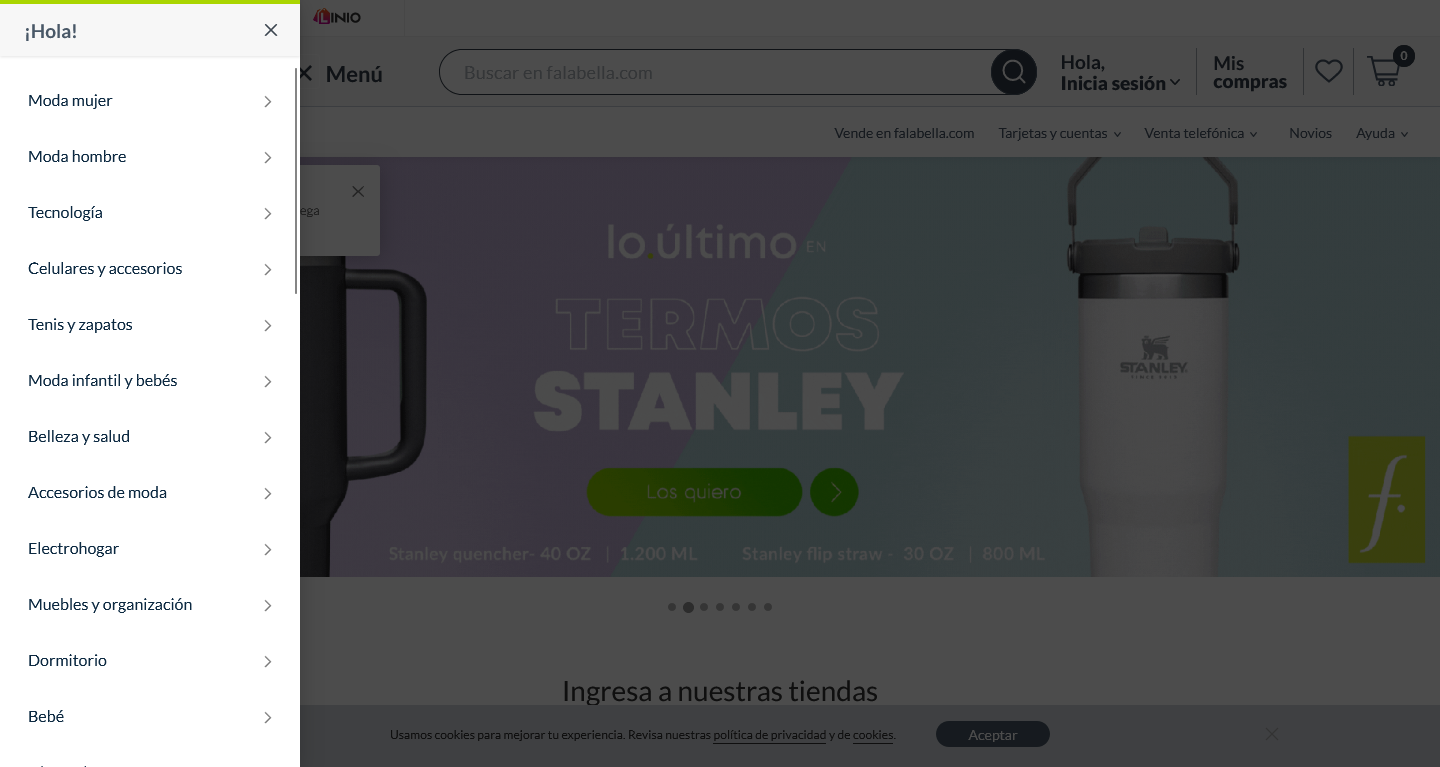 ¡Hola!
Moda mujer
Moda hombre
Tecnología
Celulares y accesorios
Tenis y zapatos
Moda infantil y bebés
Belleza y salud
Accesorios de moda
Electrohogar
Muebles y organización
Dormitorio
Bebé
LINIO
Menú
Buscar en falabella.com
Hola,
Inicia sesión
Mis
compras
0
Vende en falabella.com
Tarjetas y cuentas
Venta telefónica
Novios
Ayuda
ega
lo.último EN
TERMOS
STANLEY
Los quiero
Stanley quencher- 40 OZ | 1.200 ML
Stanley flip straw - 30 OZ | 800 ML
STANLEY
f.
Ingresa a nuestras tiendas
Usamos cookies para mejorar tu experiencia. Revisa nuestras política de privacidad y de cookies.
Aceptar